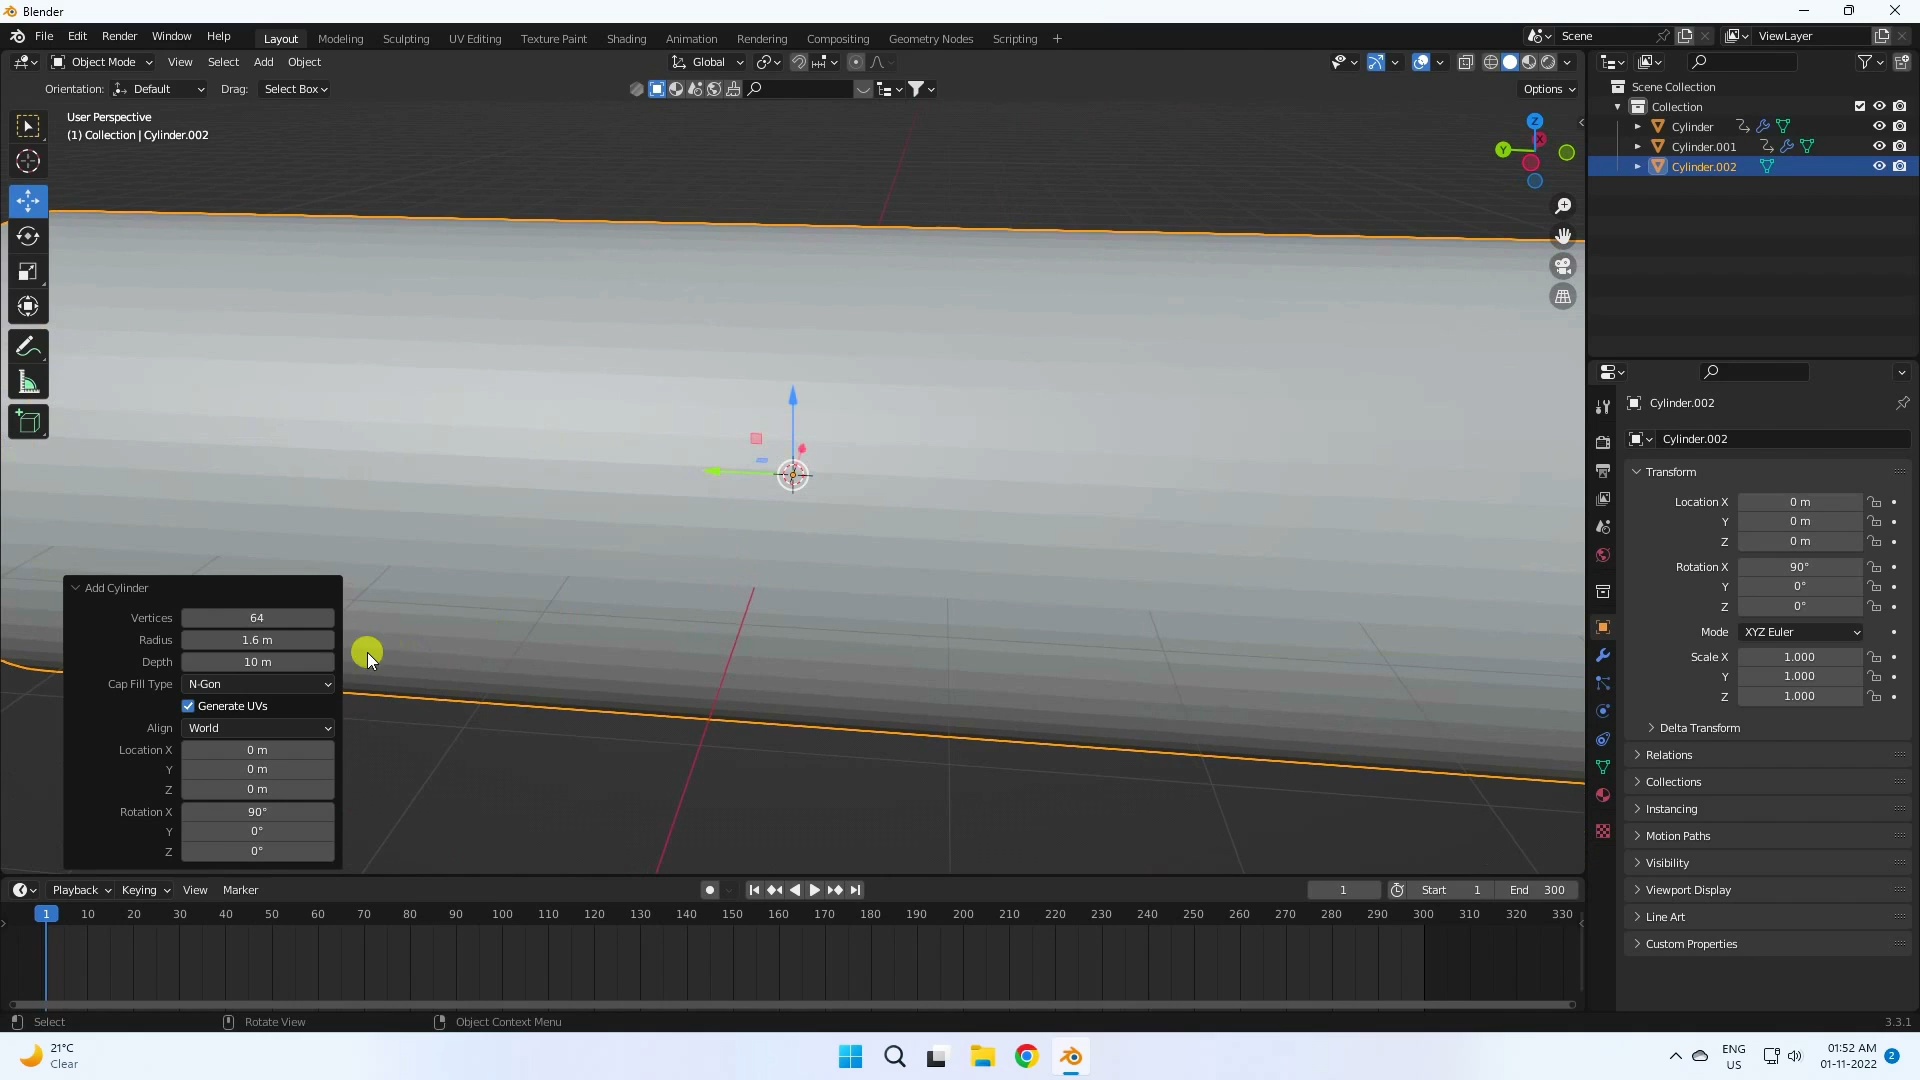 Blender
File Edit Render Window Help Layout Modeling Sculpting UV Editing Texture Paint Shading Animation Rendering Compositing Geometry Nodes Scripting + Scene ViewLayer
Object Mode View Select Add Object Global
Orientation: Default Drag: Select Box Options
User Perspective
(1) Collection | Cylinder.002
Z
X
Y
Scene Collection
Collection
Cylinder
Cylinder.001
Cylinder.002
Add Cylinder
Vertices 64
Radius 1.6 m
Depth 10 m
Cap Fill Type N-Gon
Generate UVs
Align World
Location X 0 m
Y 0 m
Z 0 m
Rotation X 90°
Y 0°
Z 0°
Cylinder.002
Cylinder.002
Transform
Location X 0 m
Y 0 m
Z 0 m
Rotation X 90°
Y 0°
Z 0°
Mode XYZ Euler
Scale X 1.000
Y 1.000
Z 1.000
Delta Transform
Relations
Collections
Instancing
Motion Paths
Visibility
Viewport Display
Line Art
Custom Properties
Playback Keying View Marker 1 Start 1 End 300
1 10 20 30 40 50 60 70 80 90 100 110 120 130 140 150 160 170 180 190 200 210 220 230 240 250 260 270 280 290 300 310 320 330
Select Rotate View Object Context Menu 3.3.1
21°C
Clear
ENG
US
01:52 AM
01-11-2022
2